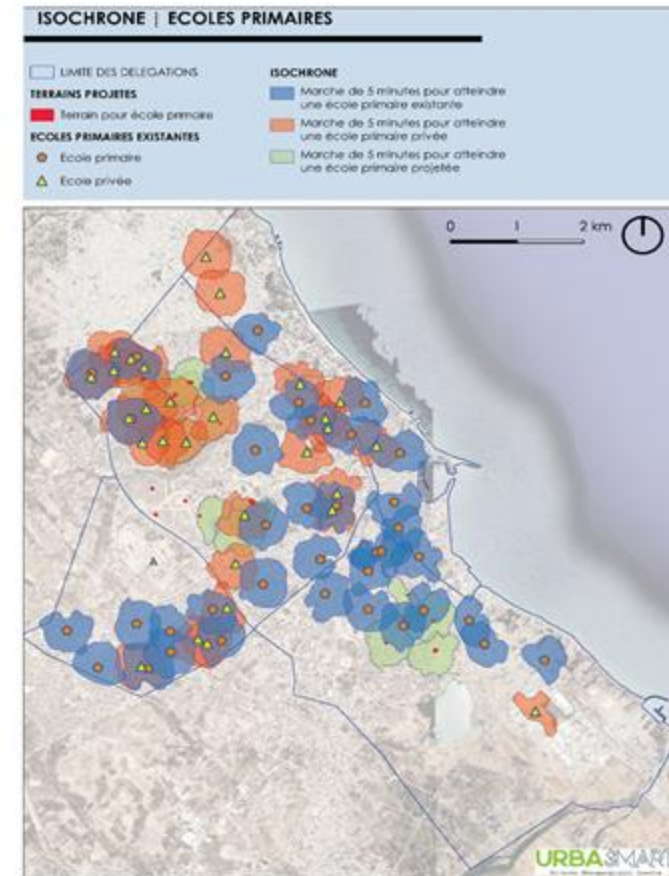 ISOCHRONE | ECOLES PRIMAIRES
LIMITE DES DELEGATIONS
TERRAINS PROJETES
Terrain pour école primaire
ECOLES PRIMAIRES EXISTANTES
Ecole primaire
Ecole privée
ISOCHRONE
Marche de 5 minutes pour atteindre
une école primaire existante
Marche de 5 minutes pour atteindre
une école primaire privée
Marche de 5 minutes pour atteindre
une école primaire projetée
0 1 2 km
URBASMART